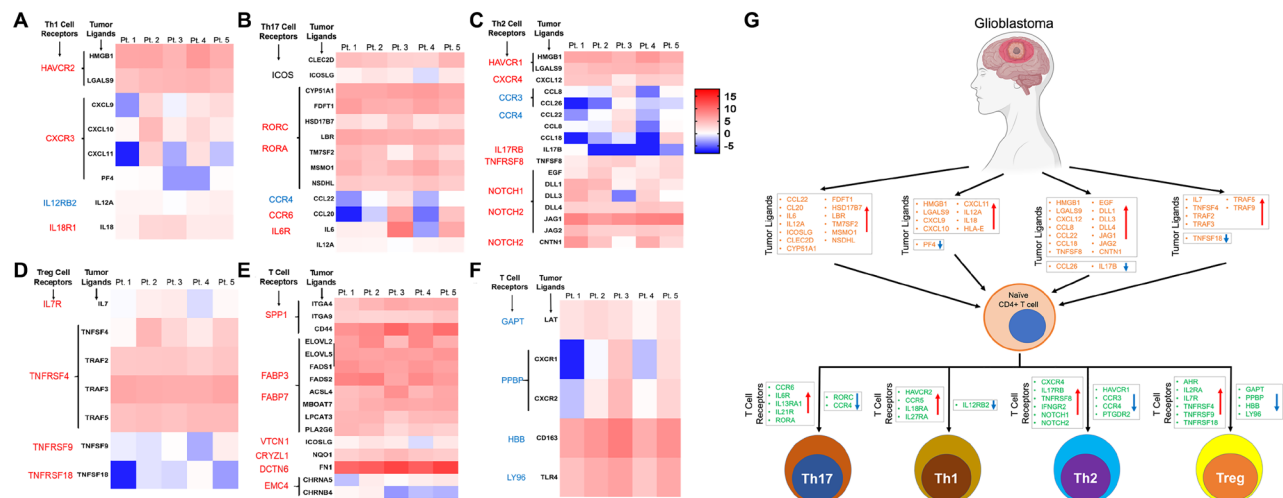 A
Th1 Cell
Receptors
Tumor
Ligands
Pt. 1 Pt. 2 Pt. 3 Pt. 4 Pt. 5
HAVCR2
HMGB1
LGALS9
CXCR3
CXCL9
CXCL10
CXCL11
PF4
IL12RB2
IL12A
IL18R1
IL18
B
Th17 Cell
Receptors
Tumor
Ligands
Pt. 1 Pt. 2 Pt. 3 Pt. 4 Pt. 5
CLEC2D
ICOS
ICOSLG
CYP51A1
FDFT1
RORC
HSD17B7
RORA
LBR
TM7SF2
MSMO1
NSDHL
CCR4
CCL22
CCR6
CCL20
IL6R
IL6
IL12A
C
Th2 Cell
Receptors
Tumor
Ligands
Pt. 1 Pt. 2 Pt. 3 Pt. 4 Pt. 5
HAVCR1
HMGB1
LGALS9
CXCR4
CXCL12
CCR3
CCL8
CCL26
CCR4
CCL22
CCL8
CCL18
IL17RB
IL17B
TNFRSF8
TNFSF8
EGF
NOTCH1
DLL1
DLL3
NOTCH2
DLL4
JAG1
JAG2
NOTCH2
CNTN1
15
10
5
0
-5
D
Treg Cell
Receptors
Tumor
Ligands
Pt. 1 Pt. 2 Pt. 3 Pt. 4 Pt. 5
IL7R
IL7
TNFRSF4
TNFSF4
TRAF2
TRAF3
TRAF5
TNFRSF9
TNFSF9
TNFRSF18
TNFSF18
E
T Cell
Receptors
Tumor
Ligands
Pt. 1 Pt. 2 Pt. 3 Pt. 4 Pt. 5
SPP1
ITGA4
ITGA9
CD44
FABP3
FABP7
ELOVL2
ELOVL5
FADS1
FADS2
ACSL4
MBOAT7
LPCAT3
PLA2G6
VTCN1
ICOSLG
CRYZL1
NQO1
DCTN6
FN1
EMC4
CHRNA5
CHRNB4
F
T Cell
Receptors
Tumor
Ligands
Pt. 1 Pt. 2 Pt. 3 Pt. 4 Pt. 5
GAPT
LAT
PPBP
CXCR1
CXCR2
HBB
CD163
LY96
TLR4
G
Glioblastoma
Tumor Ligands
• CCL22
• CL20
• IL6
• IL12A
• ICOSLG
• CLEC2D
• CYP51A1
• FDFT1
• HSD17B7
• LBR
• TM7SF2
• MSMO1
• NSDHL
Tumor Ligands
• HMGB1
• LGALS9
• CXCL9
• CXCL10
• CXCL11
• IL12A
• IL18
• HLA-E
• PF4
Tumor Ligands
• HMGB1
• LGALS9
• CXCL12
• CCL8
• CCL22
• CCL18
• TNFSF8
• EGF
• DLL1
• DLL3
• DLL4
• JAG1
• JAG2
• CNTN1
• CCL26
• IL17B
Tumor Ligands
• IL7
• TNFSF4
• TRAF2
• TRAF3
• TRAF5
• TRAF9
• TNFSF18
Naïve
CD4+ T cell
T Cell
Receptors
• CCR6
• IL6R
• IL13RA1
• IL21R
• RORA
• RORC
• CCR4
T Cell
Receptors
• HAVCR2
• CCR5
• IL18RA
• IL27RA
• IL12RB2
T Cell
Receptors
• CXCR4
• IL17RB
• TNFRSF8
• IFNGR2
• NOTCH1
• NOTCH2
• HAVCR1
• CCR3
• CCR4
• PTGDR2
T Cell
Receptors
• AHR
• IL2RA
• IL7R
• TNFRSF4
• TNFRSF9
• TNFRSF18
• GAPT
• PPBP
• HBB
• LY96
Th17
Th1
Th2
Treg